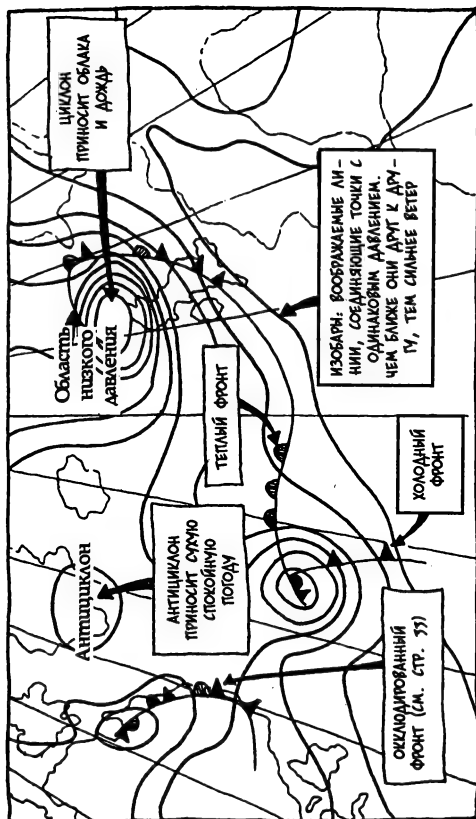 ЦИКЛОН
ПРИНОСИТ ОБЛАКА
И ДОЖДЬ
Область
низкого
давления
ИЗОБАРЫ: ВООБРАЖАЕМЫЕ ЛИ-
НИИ, СОЕДИНЯЮЩИЕ ТОЧКИ С
ОДИНАКОВЫМ ДАВЛЕНИЕМ.
ЧЕМ БЛИЖЕ ОНИ ДРУГ К ДРУ-
ГУ, ТЕМ СИЛЬНЕЕ ВЕТЕР
ТЕПЛЫЙ ФРОНТ
ХОЛОДНЫЙ
ФРОНТ
Антициклон
АНТИЦИКЛОН
ПРИНОСИТ СУХУЮ
СПОКОЙНУЮ
ПОГОДУ
ОККЛЮДИРОВАННЫЙ
ФРОНТ (СМ. СТР. 99)